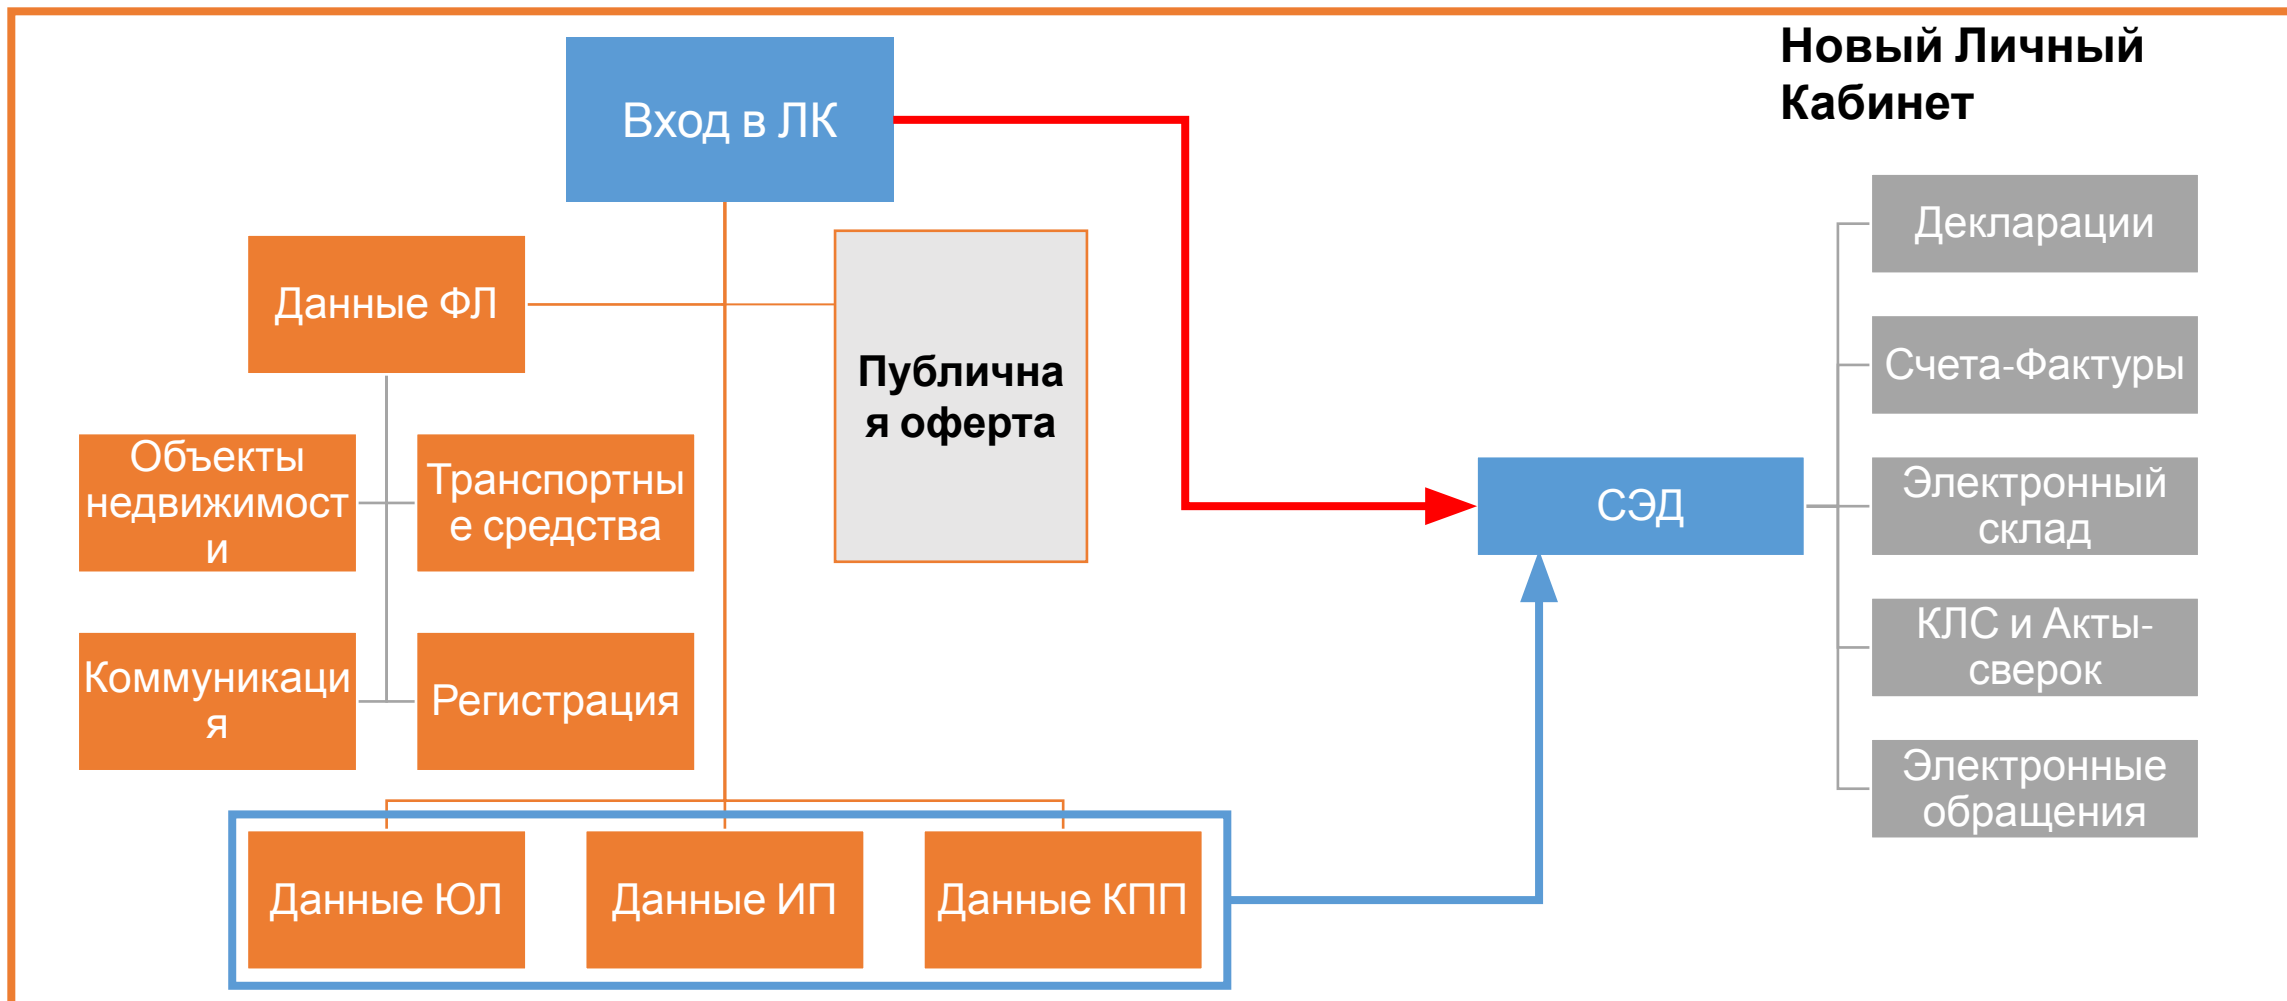 Новый Личный
Кабинет
Вход в ЛК
Данные ФЛ
Публична
я оферта
Объекты
недвижимост
и
Транспортны
е средства
Коммуникаци
я
Регистрация
Данные ЮЛ
Данные ИП
Данные КПП
СЭД
Декларации
Счета-Фактуры
Электронный
склад
КЛС и Акты-
сверок
Электронные
обращения